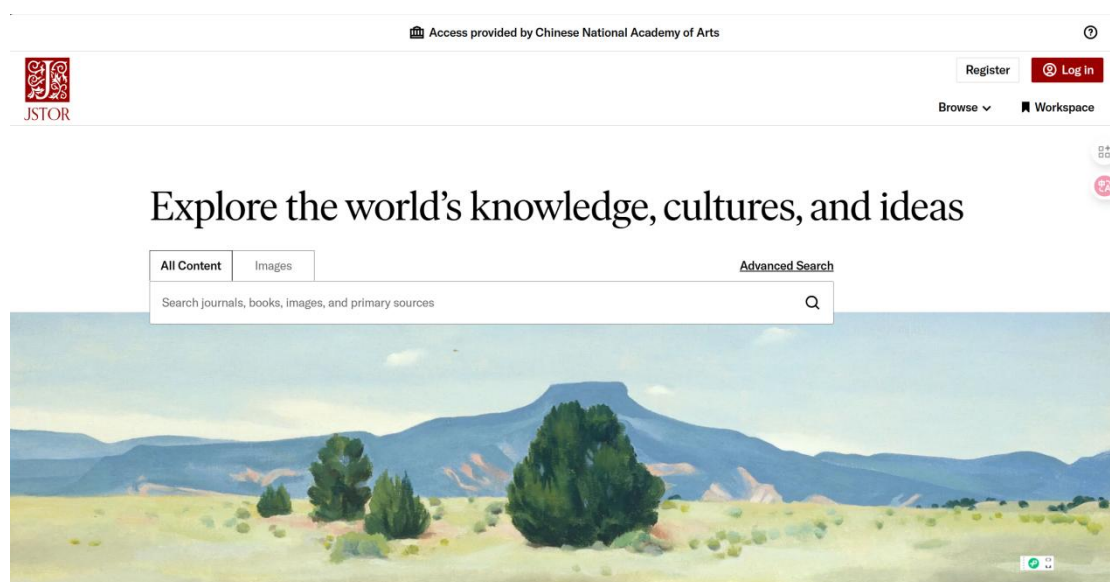 Access provided by Chinese National Academy of Arts
Register
Log in
JSTOR
Browse
Workspace
Explore the world's knowledge, cultures, and ideas
All Content
Images
Advanced Search
Search journals, books, images, and primary sources